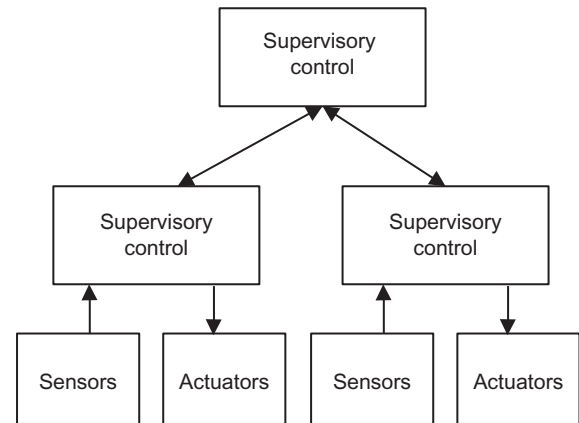 Supervisory
control
Supervisory
control
Supervisory
control
Sensors
Actuators
Sensors
Actuators